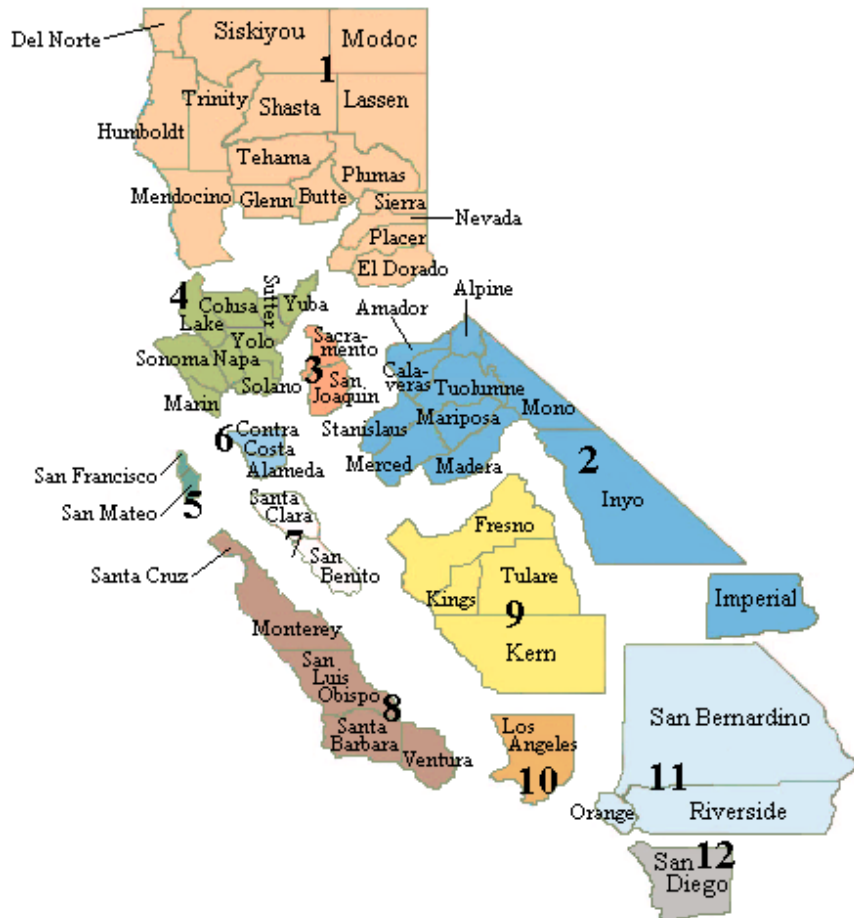 Del Norte
Siskiyou
Modoc
1
Trinity
Shasta
Lassen
Humboldt
Tehama
Plumas
Mendocino
Glenn
Butte
Sierra
Nevada
Placer
El Dorado
4
Colusa
Sutter
Yuba
Lake
Yolo
Sonoma
Napa
Solano
Marin
Sacra-
mento
3
San
Joaquin
Amador
Alpine
Cala-
veras
Tuolumne
Mono
Mariposa
Stanislaus
Merced
Madera
2
Inyo
6
Contra
Costa
Alameda
San Francisco
San Mateo
5
Santa
Clara
7
San
Benito
Santa Cruz
Fresno
Tulare
Kings
9
Kern
Imperial
Monterey
San
Luis
Obispo
8
Santa
Barbara
Ventura
Los
Angeles
10
San Bernardino
11
Orange
Riverside
12
San
Diego